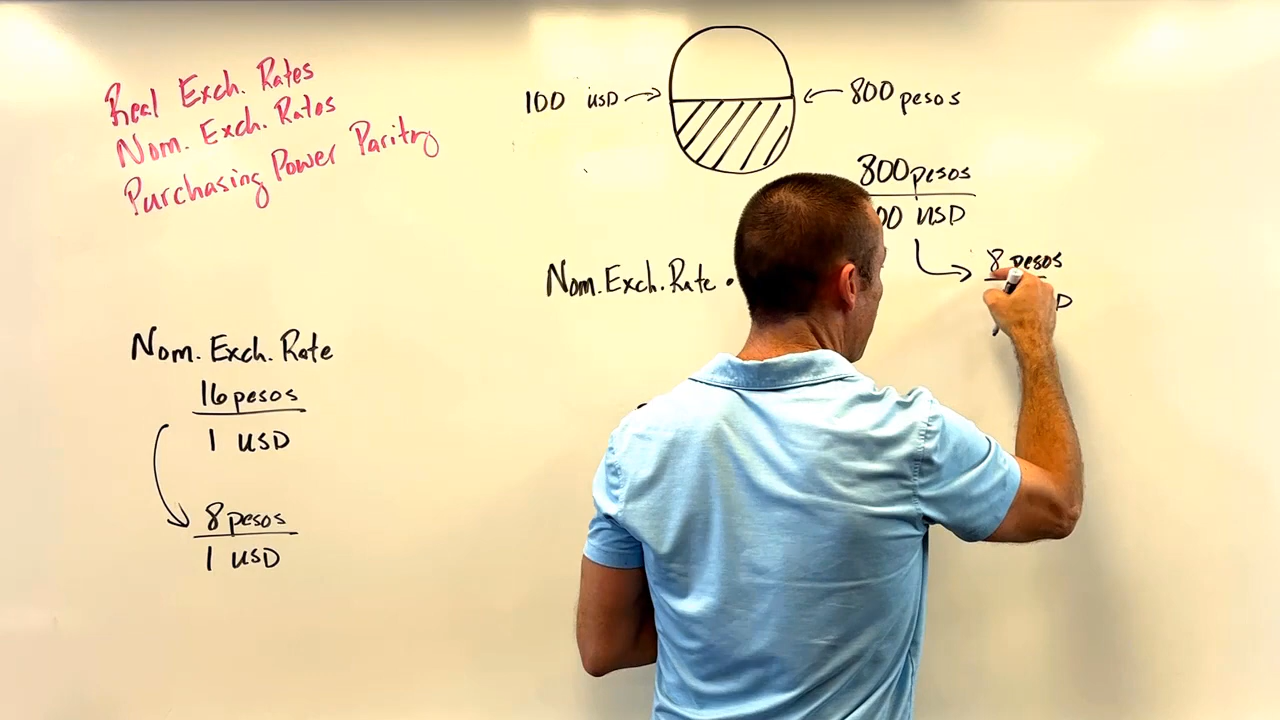 Real Exch. Rates
Nom. Exch. Rates
Purchasing Power Parity
100 USD
800 pesos
800 pesos
00 USD
8 pesos
D
Nom. Exch. Rate
Nom. Exch. Rate
16 pesos
1 USD
8 pesos
1 USD